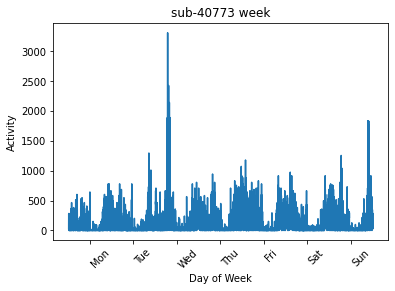 sub-40773 week
3000
2500
2000
1500
1000
500
0
Activity
Mon
Tue
Wed
Thu
Fri
Sat
Sun
Day of Week